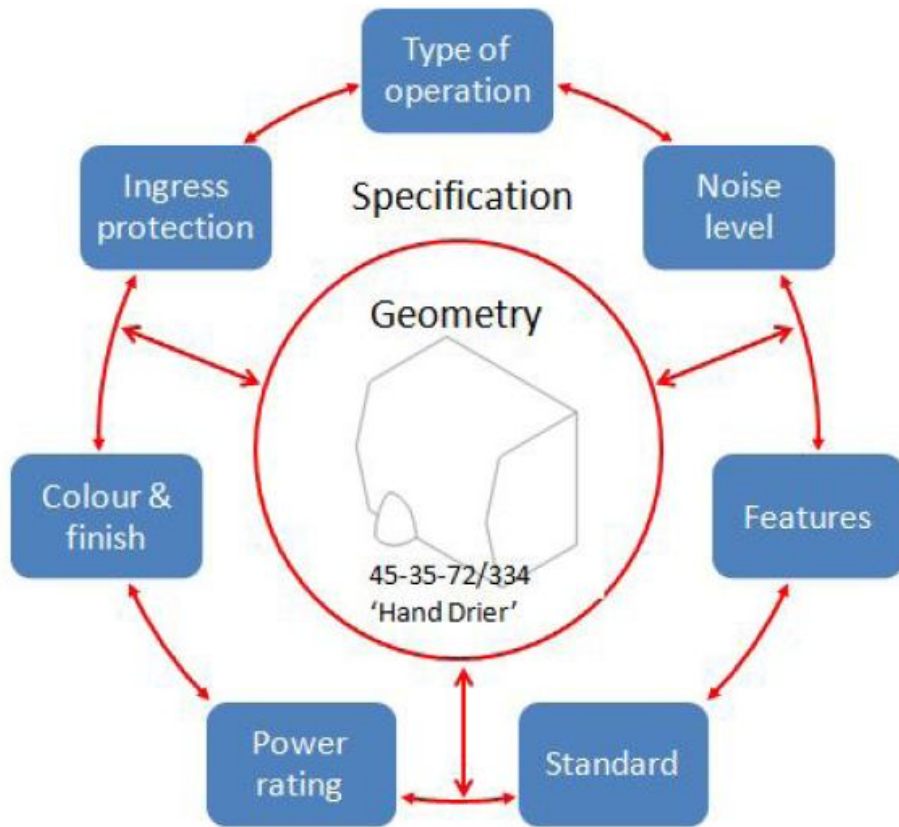 Type of
operation
Ingress
protection
Noise
level
Specification
Geometry
45-35-72/334
‘Hand Drier’
Colour &
finish
Features
Power
rating
Standard